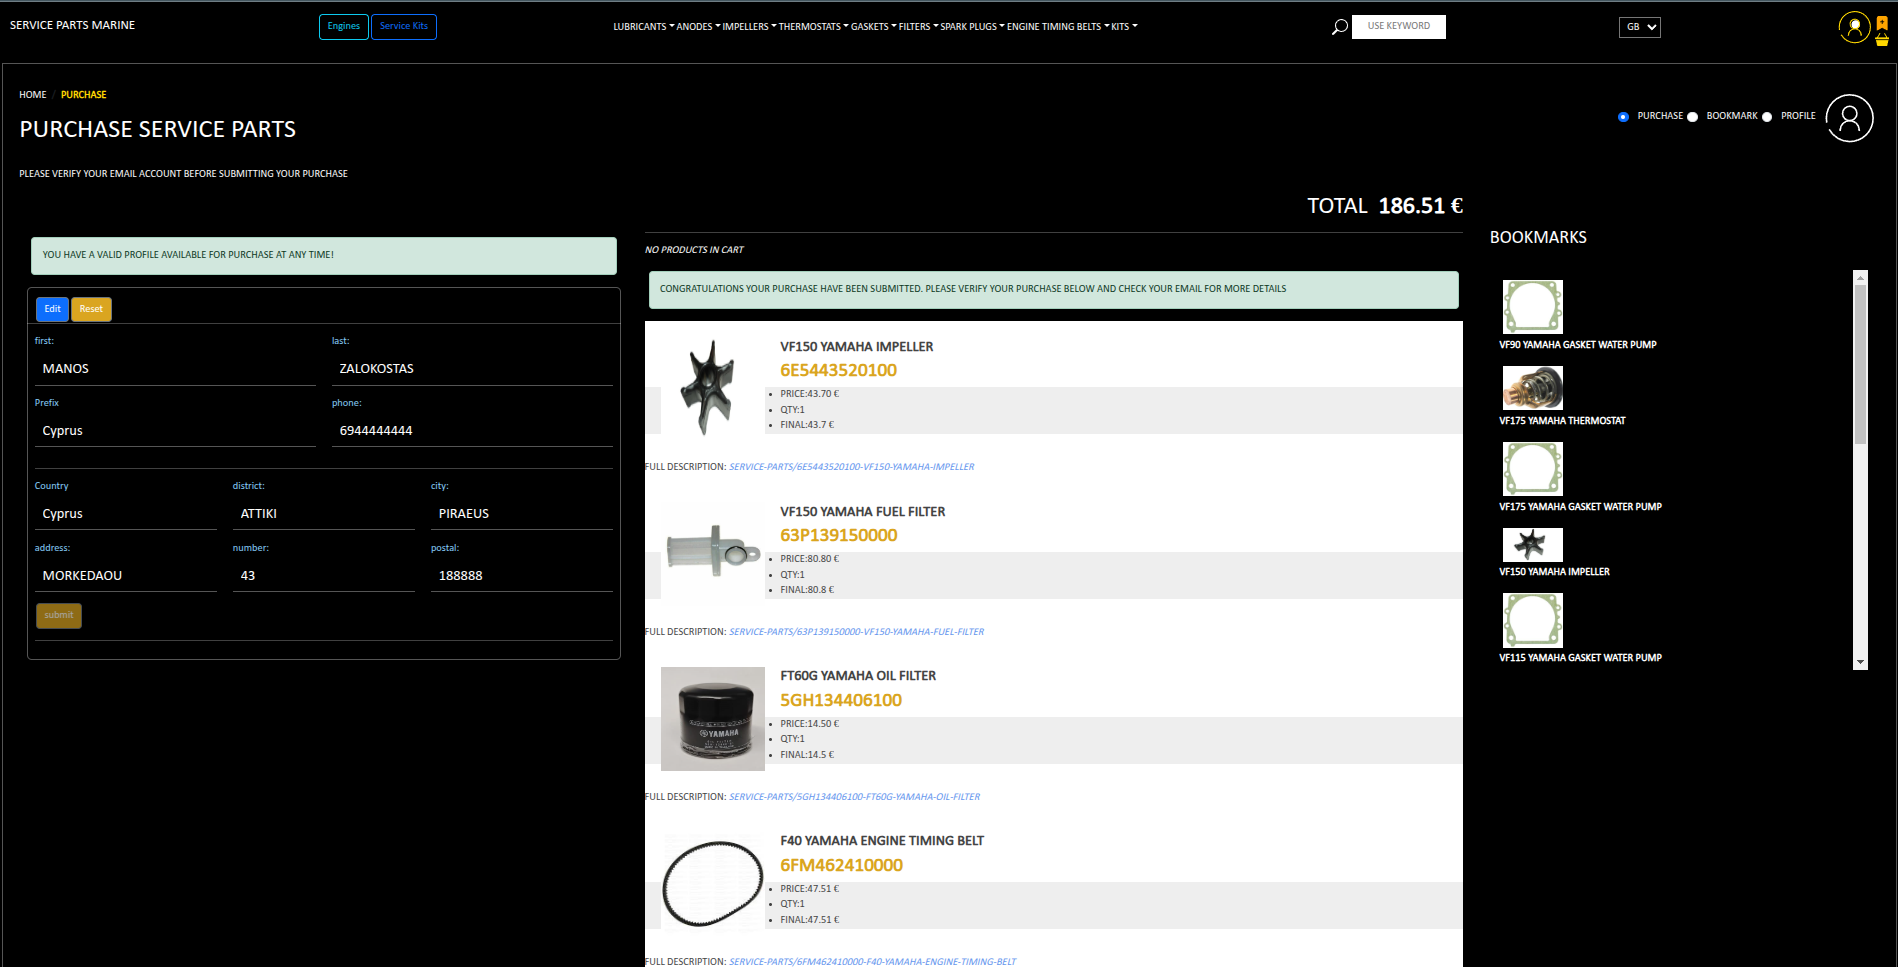 SERVICE PARTS MARINE
Engines
Service Kits
LUBRICANTS ANODES IMPELLERS THERMOSTATS GASKETS FILTERS SPARK PLUGS ENGINE TIMING BELTS KITS
USE KEYWORD
GB
HOME / PURCHASE
PURCHASE SERVICE PARTS
PURCHASE BOOKMARK PROFILE
PLEASE VERIFY YOUR EMAIL ACCOUNT BEFORE SUBMITTING YOUR PURCHASE
YOU HAVE A VALID PROFILE AVAILABLE FOR PURCHASE AT ANY TIME!
Edit Reset
first: last:
MANOS ZALOKOSTAS
Prefix phone:
Cyprus 6944444444
Country district: city:
Cyprus ATTIKI PIRAEUS
address: number: postal:
MORKEDAOU 43 188888
submit
TOTAL 186.51 €
NO PRODUCTS IN CART
CONGRATULATIONS YOUR PURCHASE HAVE BEEN SUBMITTED. PLEASE VERIFY YOUR PURCHASE BELOW AND CHECK YOUR EMAIL FOR MORE DETAILS
VF150 YAMAHA IMPELLER
6E5443520100
PRICE:43.70 €
QTY:1
FINAL:43.7 €
FULL DESCRIPTION: SERVICE-PARTS/6E5443520100-VF150-YAMAHA-IMPELLER
VF150 YAMAHA FUEL FILTER
63P139150000
PRICE:80.80 €
QTY:1
FINAL:80.8 €
FULL DESCRIPTION: SERVICE-PARTS/63P139150000-VF150-YAMAHA-FUEL-FILTER
FT60G YAMAHA OIL FILTER
5GH134406100
PRICE:14.50 €
QTY:1
FINAL:14.5 €
YAMAHA
FULL DESCRIPTION: SERVICE-PARTS/5GH134406100-FT60G-YAMAHA-OIL-FILTER
F40 YAMAHA ENGINE TIMING BELT
6FM462410000
PRICE:47.51 €
QTY:1
FINAL:47.51 €
FULL DESCRIPTION: SERVICE-PARTS/6FM462410000-F40-YAMAHA-ENGINE-TIMING-BELT
BOOKMARKS
VF90 YAMAHA GASKET WATER PUMP
VF175 YAMAHA THERMOSTAT
VF175 YAMAHA GASKET WATER PUMP
VF150 YAMAHA IMPELLER
VF115 YAMAHA GASKET WATER PUMP